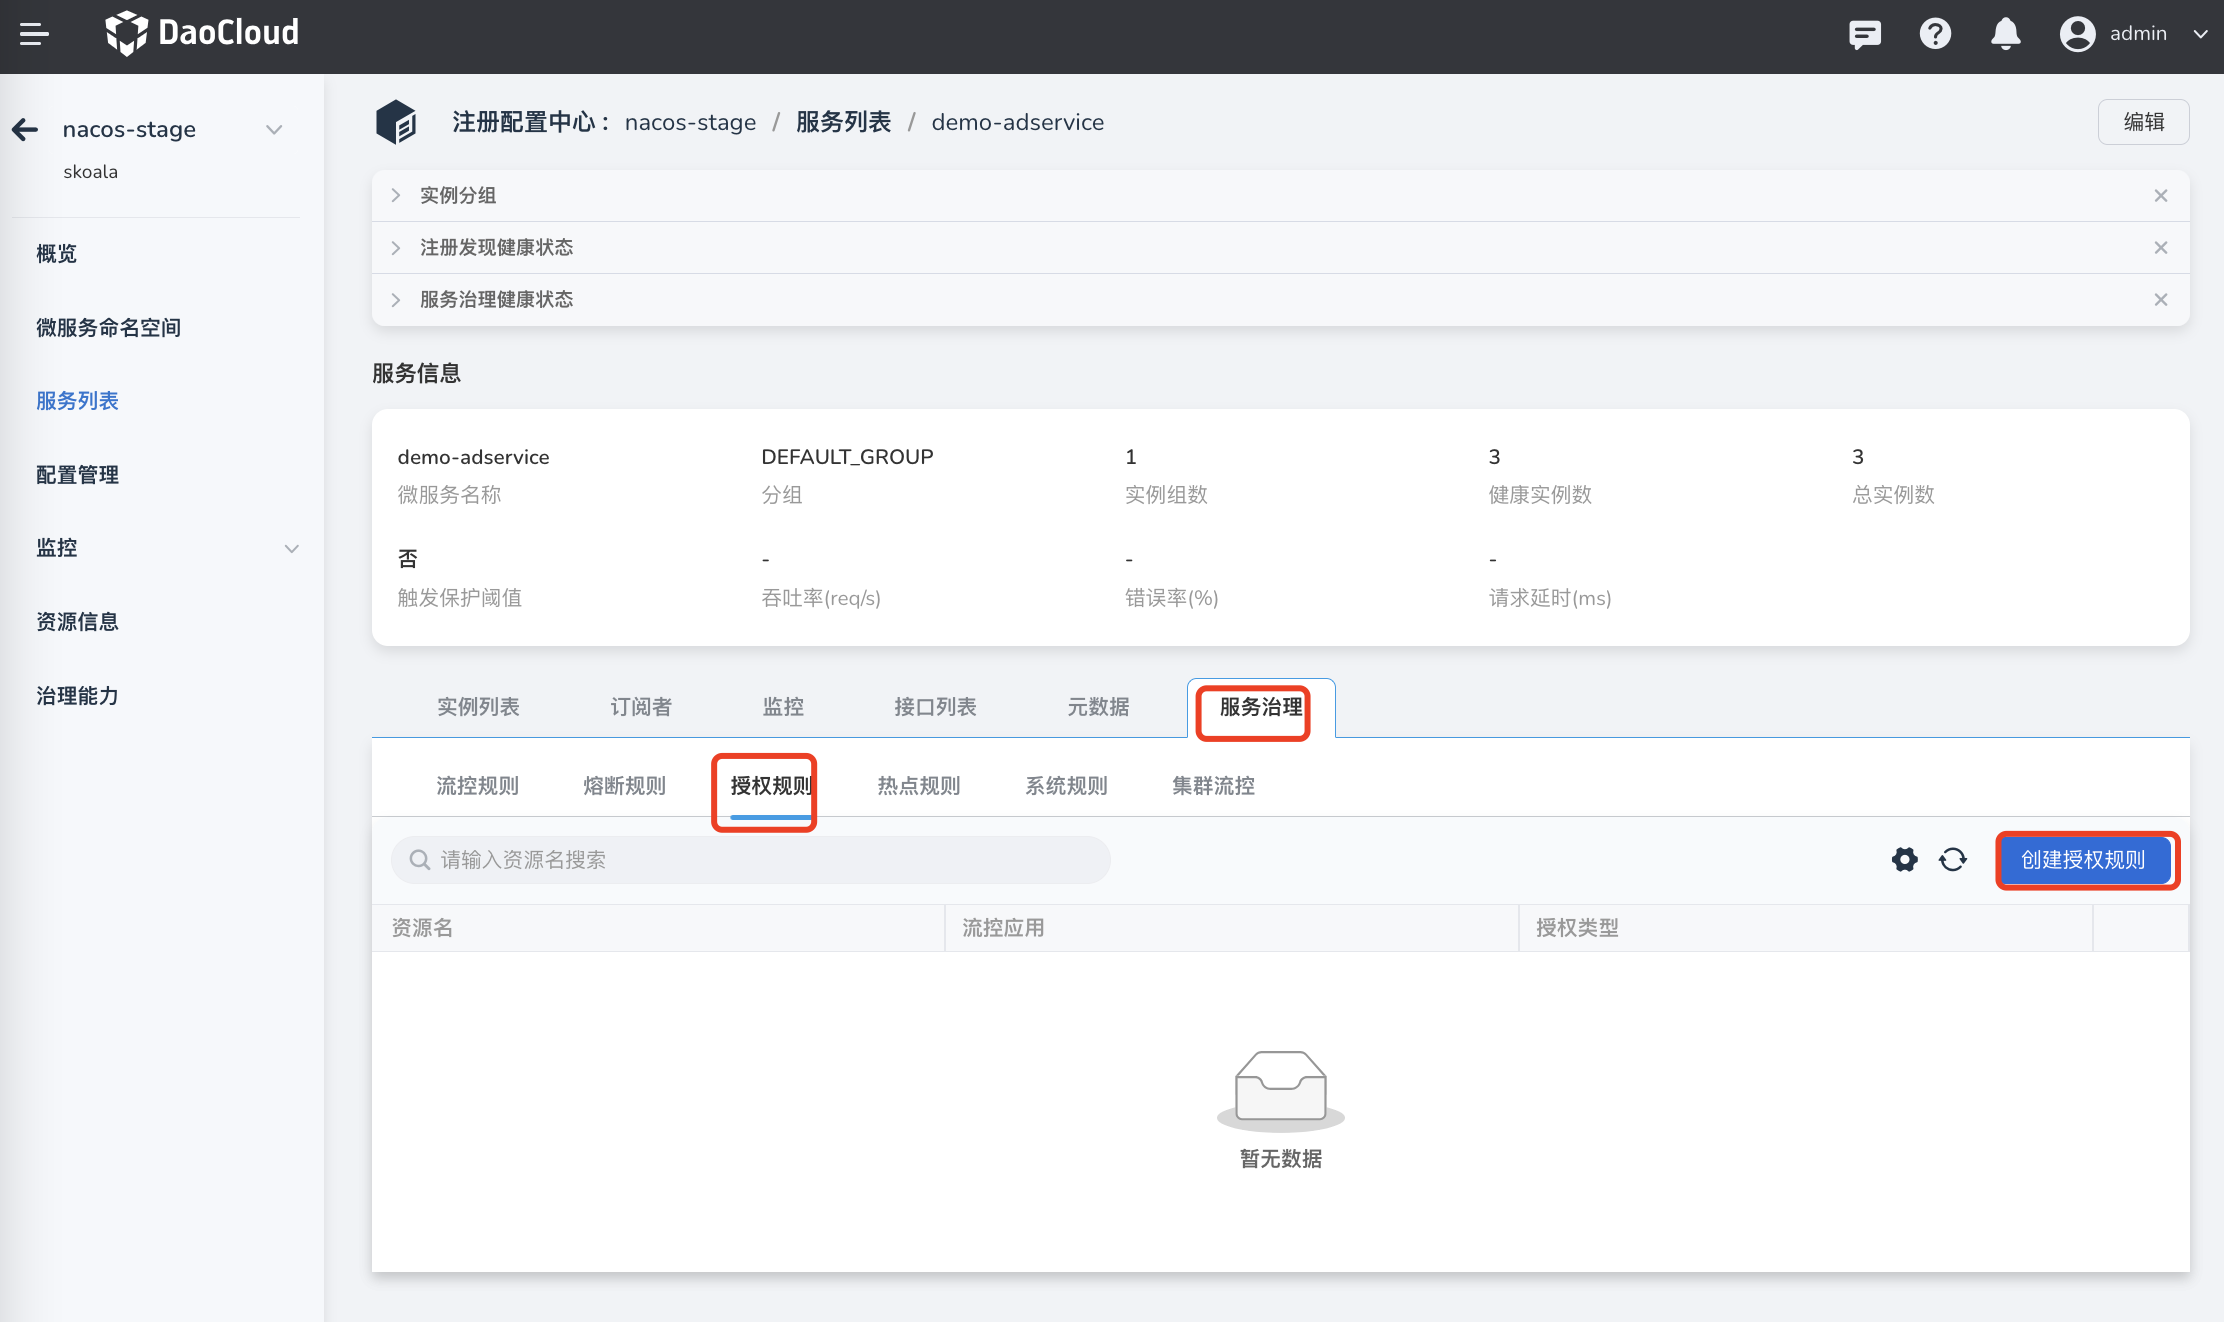 DaoCloud
admin
nacos-stage
skoala
概览
微服务命名空间
服务列表
配置管理
监控
资源信息
治理能力
注册配置中心： nacos-stage / 服务列表 / demo-adservice
编辑
实例分组
注册发现健康状态
服务治理健康状态
服务信息
demo-adservice DEFAULT_GROUP 1 3 3
微服务名称 分组 实例组数 健康实例数 总实例数
否 - - -
触发保护阈值 吞吐率(req/s) 错误率(%) 请求延时(ms)
实例列表 订阅者 监控 接口列表 元数据 服务治理
流控规则 熔断规则 授权规则 热点规则 系统规则 集群流控
请输入资源名搜索 创建授权规则
资源名 流控应用 授权类型
暂无数据